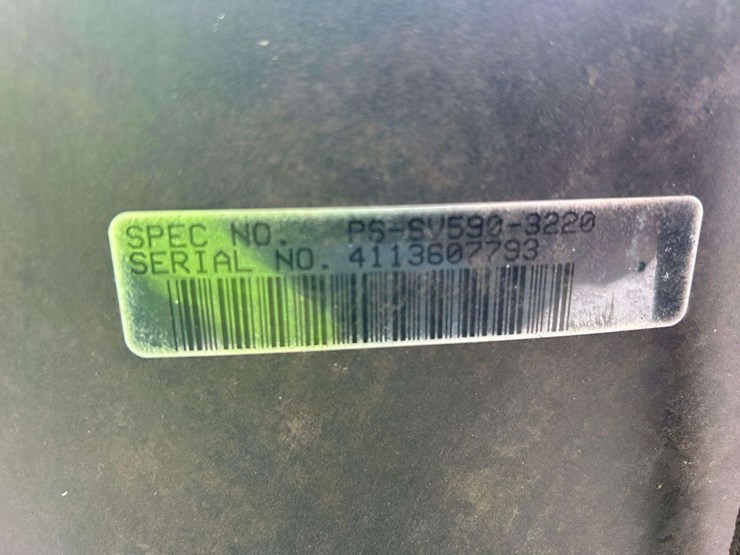 SPEC NO. PS-SV590-3220
SERIAL NO. 4113607793